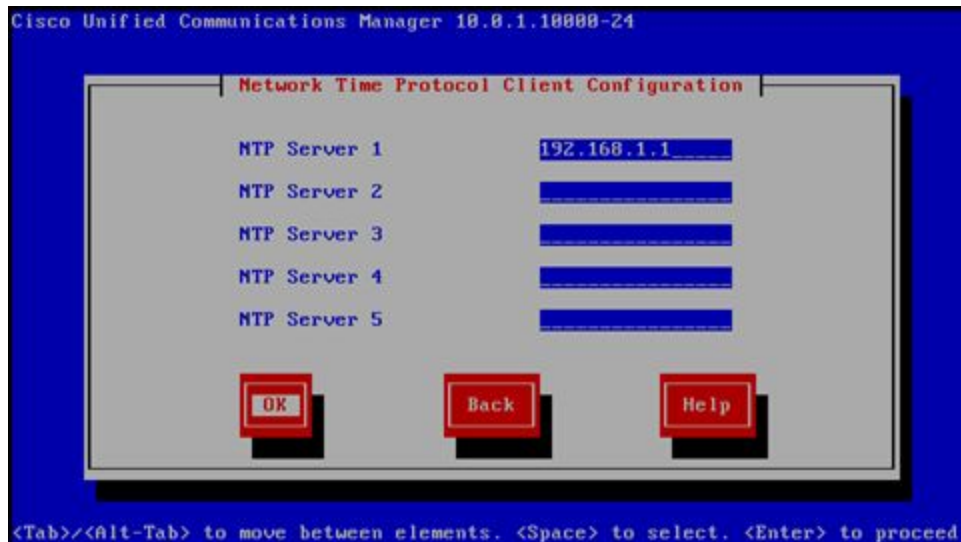 Cisco Unified Communications Manager 10.0.1.10000-24
Network Time Protocol Client Configuration
NTP Server 1 192.168.1.1_____
NTP Server 2
NTP Server 3
NTP Server 4
NTP Server 5
OK Back Help
<Tab>/<Alt-Tab> to move between elements. <Space> to select. <Enter> to proceed